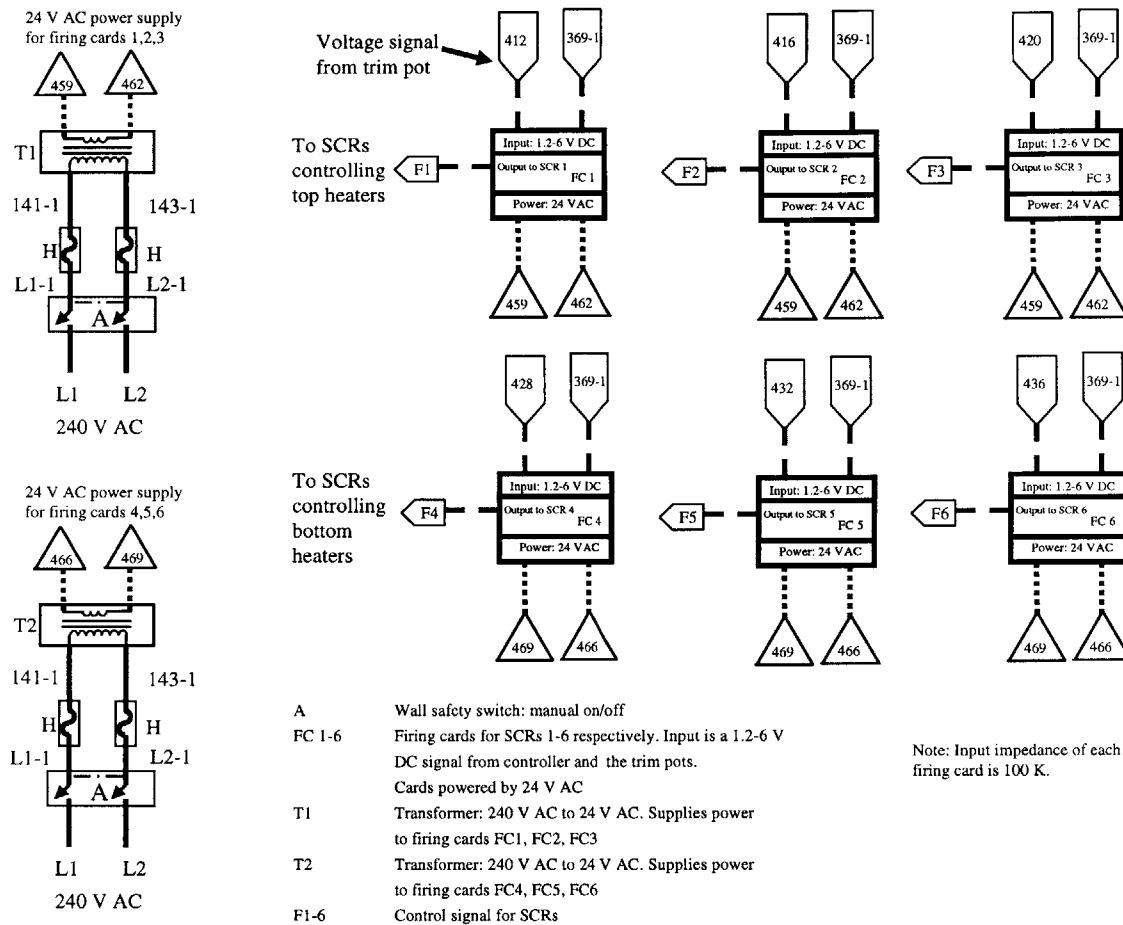 24 V AC power supply
for firing cards 1,2,3
459
462
T1
141-1
143-1
H
H
L1-1
L2-1
A
L1
L2
240 V AC
Voltage signal
from trim pot
412
369-1
416
369-1
420
369-1
To SCRs
controlling
top heaters
F1
Input: 1.2-6 V DC
Output to SCR 1
FC 1
Power: 24 VAC
F2
Input: 1.2-6 V DC
Output to SCR 2
FC 2
Power: 24 VAC
F3
Input: 1.2-6 V DC
Output to SCR 3
FC 3
Power: 24 VAC
459
462
459
462
459
462
24 V AC power supply
for firing cards 4,5,6
466
469
T2
141-1
143-1
H
H
L1-1
L2-1
A
L1
L2
240 V AC
428
369-1
432
369-1
436
369-1
To SCRs
controlling
bottom
heaters
F4
Input: 1.2-6 V DC
Output to SCR 4
FC 4
Power: 24 VAC
F5
Input: 1.2-6 V DC
Output to SCR 5
FC 5
Power: 24 VAC
F6
Input: 1.2-6 V DC
Output to SCR 6
FC 6
Power: 24 VAC
469
466
469
466
469
466
A Wall safety switch: manual on/off
FC 1-6 Firing cards for SCRs 1-6 respectively. Input is a 1.2-6 V
DC signal from controller and the trim pots.
Cards powered by 24 V AC
T1 Transformer: 240 V AC to 24 V AC. Supplies power
to firing cards FC1, FC2, FC3
T2 Transformer: 240 V AC to 24 V AC. Supplies power
to firing cards FC4, FC5, FC6
F1-6 Control signal for SCRs
Note: Input impedance of each
firing card is 100 K.